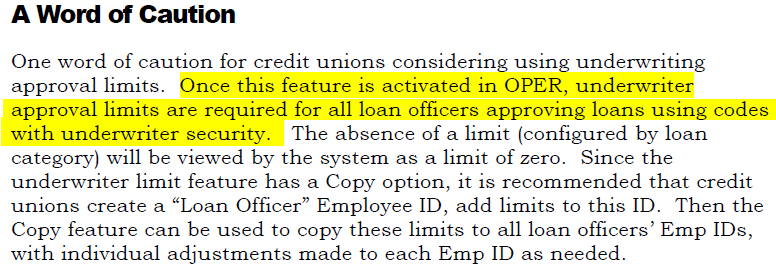 A Word of Caution
One word of caution for credit unions considering using underwriting
approval limits.  Once this feature is activated in OPER, underwriter
approval limits are required for all loan officers approving loans using codes
with underwriter security.  The absence of a limit (configured by loan
category) will be viewed by the system as a limit of zero.  Since the
underwriter limit feature has a Copy option, it is recommended that credit
unions create a “Loan Officer” Employee ID, add limits to this ID.  Then the
Copy feature can be used to copy these limits to all loan officers’ Emp IDs,
with individual adjustments made to each Emp ID as needed.